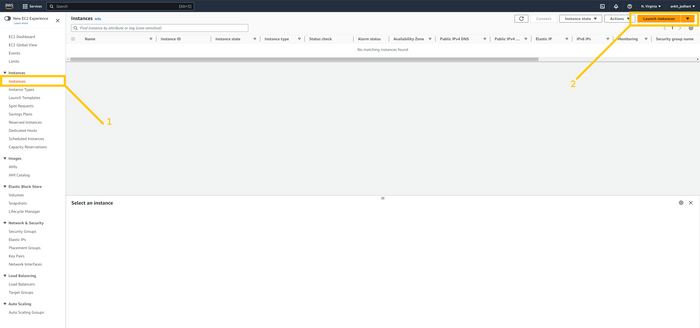 aws
Services
Search
[Alt+S]
N. Virginia
New EC2 Experience
Learn more
EC2 Dashboard
EC2 Global View
Events
Limits
Instances
Instances
Instance Types
Launch Templates
Spot Requests
Savings Plans
Reserved Instances
Dedicated Hosts
Scheduled Instances
Capacity Reservations
Images
AMIs
AMI Catalog
Elastic Block Store
Volumes
Snapshots
Lifecycle Manager
Network & Security
Security Groups
Elastic IPs
Placement Groups
Key Pairs
Network Interfaces
Load Balancing
Load Balancers
Target Groups
Auto Scaling
Auto Scaling Groups
Instances Info
Connect
Instance state
Actions
Launch instances
Find instance by attribute or tag (case-sensitive)
1
Name Instance ID Instance state Instance type Status check Alarm status Availability Zone Public IPv4 DNS Public IPv4 ... Elastic IP IPv6 IPs Monitoring Security group name
No matching instances found
2
1
Select an instance